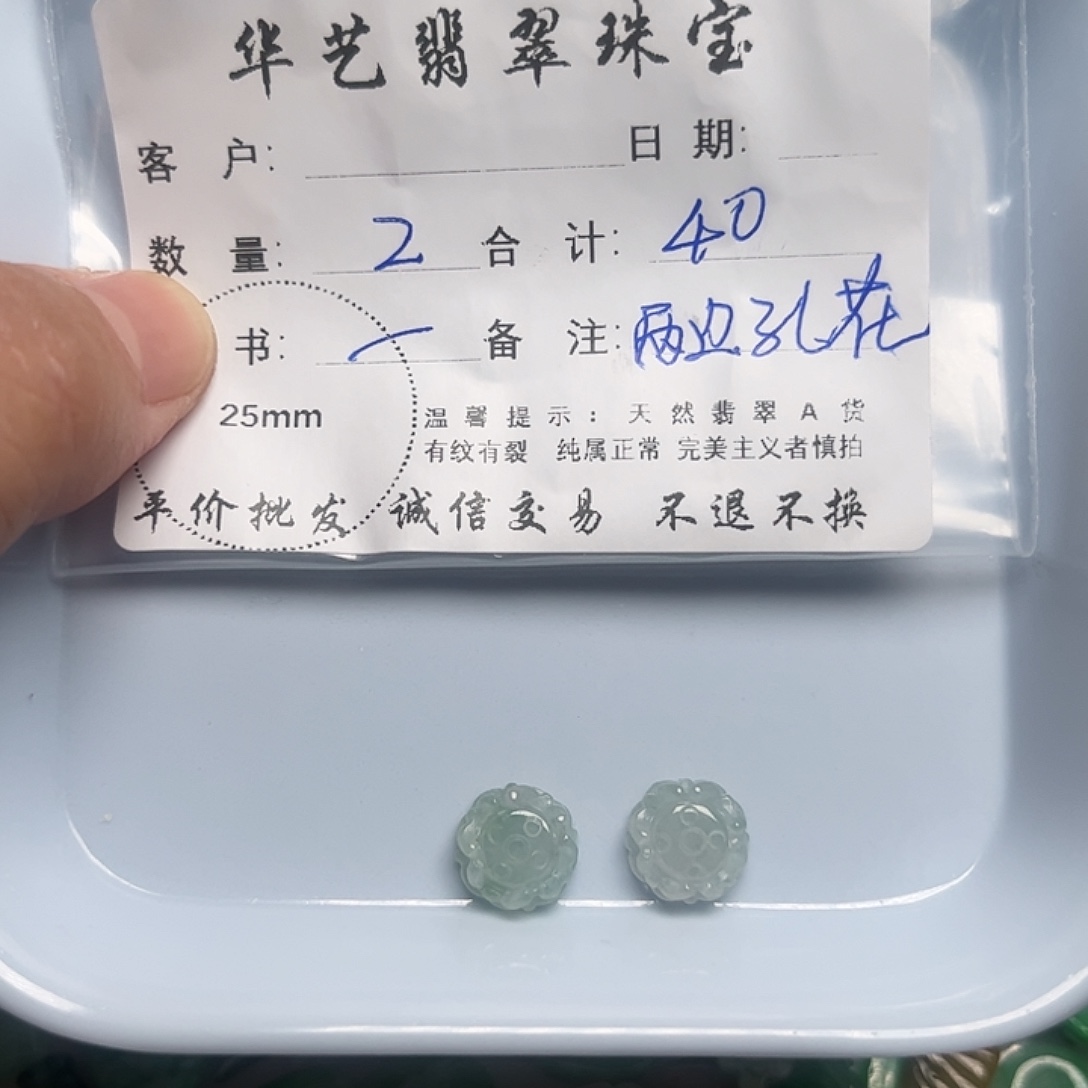 华艺翡翠珠宝
客 户: 日 期:
数 量: 2 合 计: 40
书: 一 备 注: 两边孔花
25mm
温馨提示: 天然翡翠A货
有纹有裂 纯属正常 完美主义者慎拍
平价批发 诚信交易 不退不换